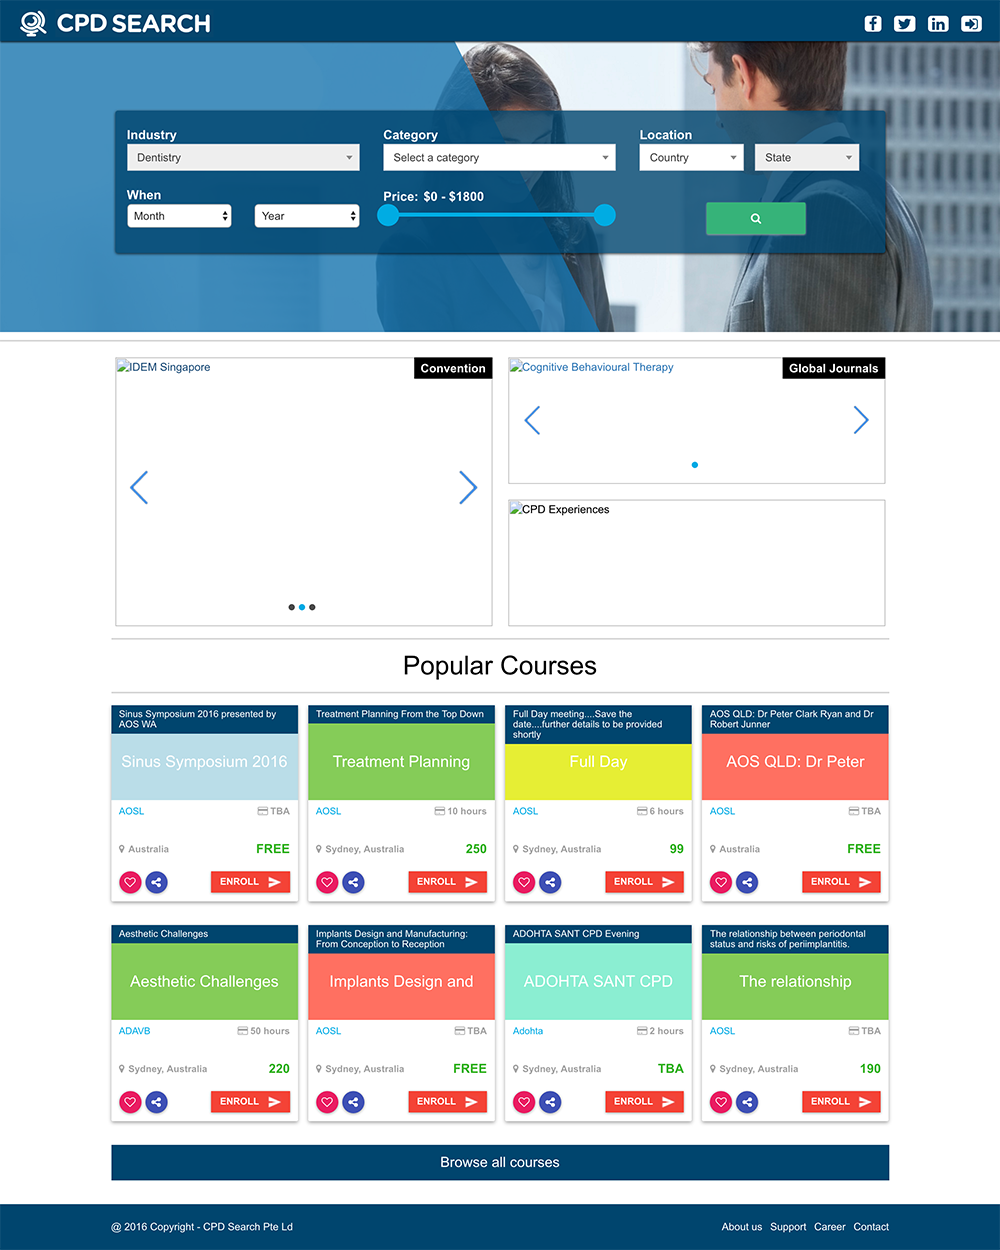 CPD SEARCH
Industry
Category
Location
Dentistry
Select a category
Country
State
When
Price: $0 - $1800
Month
Year
IDEM Singapore
Convention
Cognitive Behavioural Therapy
Global Journals
CPD Experiences
Popular Courses
Sinus Symposium 2016 presented by
AOS WA
Sinus Symposium 2016
AOSL
TBA
Australia
FREE
ENROLL
Treatment Planning From the Top Down
Treatment Planning
AOSL
10 hours
Sydney, Australia
250
ENROLL
Full Day meeting....Save the
date....further details to be provided
shortly
Full Day
AOSL
6 hours
Sydney, Australia
99
ENROLL
AOS QLD: Dr Peter Clark Ryan and Dr
Robert Junner
AOS QLD: Dr Peter
AOSL
TBA
Australia
FREE
ENROLL
Aesthetic Challenges
Aesthetic Challenges
ADAVB
50 hours
Sydney, Australia
220
ENROLL
Implants Design and Manufacturing:
From Conception to Reception
Implants Design and
AOSL
TBA
Sydney, Australia
FREE
ENROLL
ADOHTA SANT CPD Evening
ADOHTA SANT CPD
Adohta
2 hours
Sydney, Australia
TBA
ENROLL
The relationship between periodontal
status and risks of periimplantitis.
The relationship
AOSL
TBA
Sydney, Australia
190
ENROLL
Browse all courses
@ 2016 Copyright - CPD Search Pte Ld
About us Support Career Contact